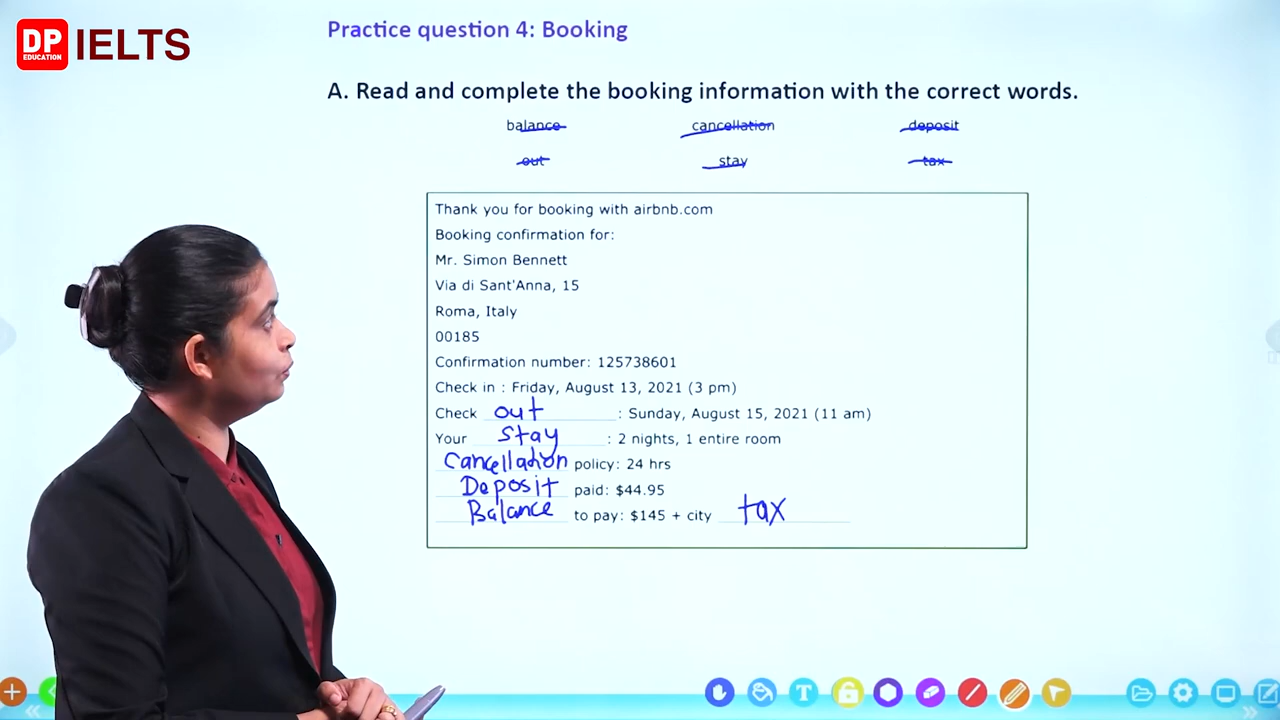 DP
EDUCATION
IELTS
Practice question 4: Booking
A. Read and complete the booking information with the correct words.
balance cancellation deposit
out stay tax
Thank you for booking with airbnb.com
Booking confirmation for:
Mr. Simon Bennett
Via di Sant'Anna, 15
Roma, Italy
00185
Confirmation number: 125738601
Check in : Friday, August 13, 2021 (3 pm)
Check out : Sunday, August 15, 2021 (11 am)
Your stay : 2 nights, 1 entire room
Cancellation policy: 24 hrs
Deposit paid: $44.95
Balance to pay: $145 + city tax